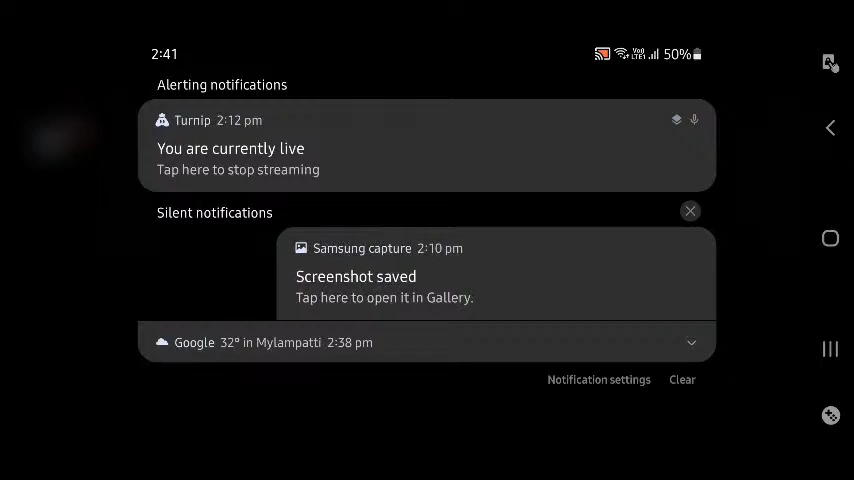 2:41
Vo) LTE1 50%
Alerting notifications
Turnip 2:12 pm
You are currently live
Tap here to stop streaming
Silent notifications
Samsung capture 2:10 pm
Screenshot saved
Tap here to open it in Gallery.
Google 32° in Mylampatti 2:38 pm
Notification settings Clear